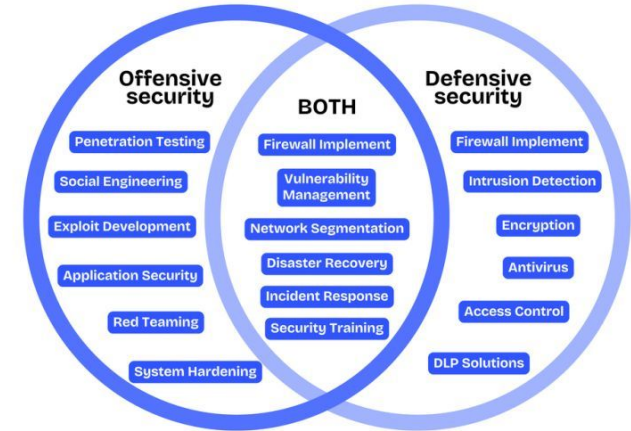 Offensive
security
Penetration Testing
Social Engineering
Exploit Development
Application Security
Red Teaming
System Hardening
BOTH
Firewall Implement
Vulnerability
Management
Network Segmentation
Disaster Recovery
Incident Response
Security Training
Defensive
security
Firewall Implement
Intrusion Detection
Encryption
Antivirus
Access Control
DLP Solutions